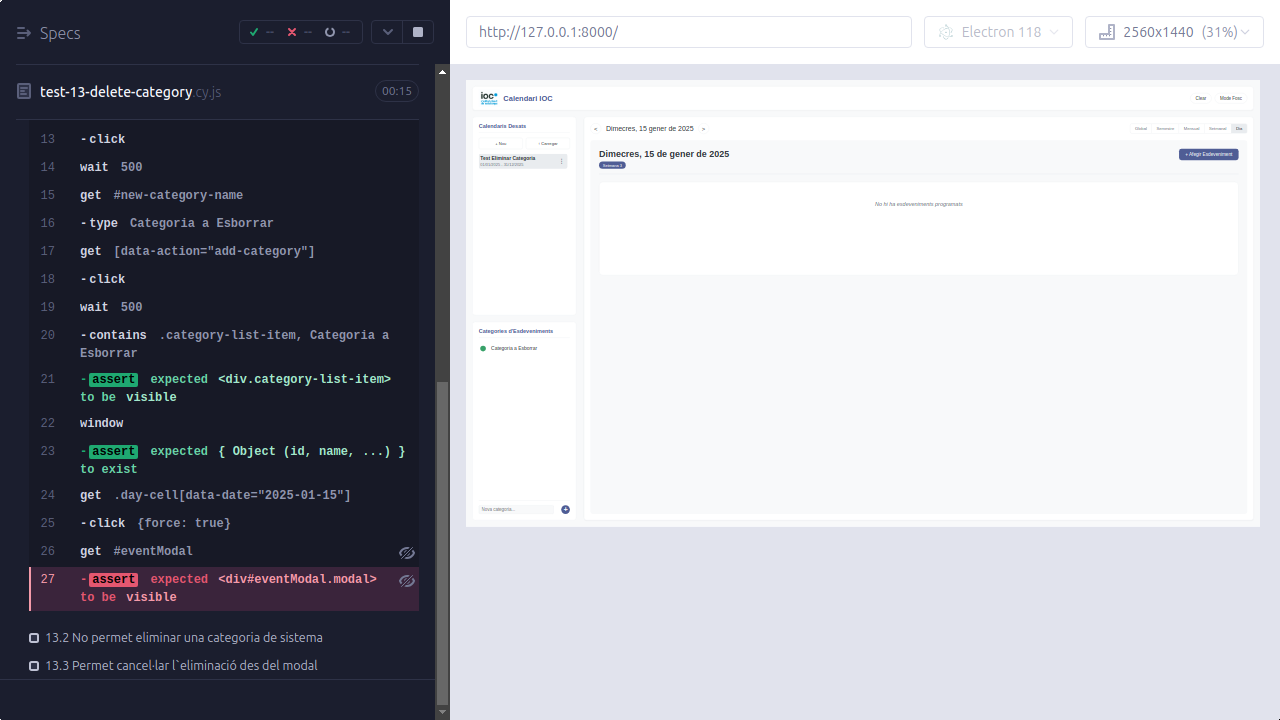 Specs
--
--
--
http://127.0.0.1:8000/
Electron 118
2560x1440 (31%)
test-13-delete-category.cy.js
00:15
13 -click
14 wait 500
15 get #new-category-name
16 -type Categoria a Esborrar
17 get [data-action="add-category"]
18 -click
19 wait 500
20 -contains .category-list-item, Categoria a
Esborrar
21 -assert expected <div.category-list-item>
to be visible
22 window
23 -assert expected { Object (id, name, ...) }
to exist
24 get .day-cell[data-date="2025-01-15"]
25 -click {force: true}
26 get #eventModal
27 -assert expected <div#eventModal.modal>
to be visible
13.2 No permet eliminar una categoria de sistema
13.3 Permet cancel·lar l`eliminació des del modal
ioc
Calendari IOC
Clear
Mode Fosc
Calendaris Desats
+ Nou
Carregar
Test Eliminar Categoria
Categories d'Esdeveniments
Categoria a Esborrar
Nova categoria...
+
< Dimecres, 15 gener de 2025 >
Global
Semestral
Mensual
Setmanal
Dia
Dimecres, 15 de gener de 2025
Setmana 3
+ Afegir Esdeveniment
No hi ha esdeveniments programats